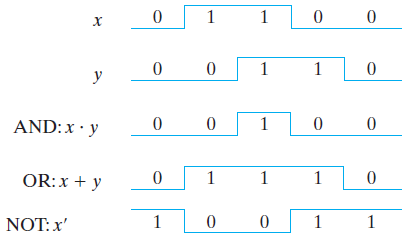 x 0 1 1 0 0
y 0 0 1 1 0
AND: x · y 0 0 1 0 0
OR: x + y 0 1 1 1 0
NOT: x′ 1 0 0 1 1